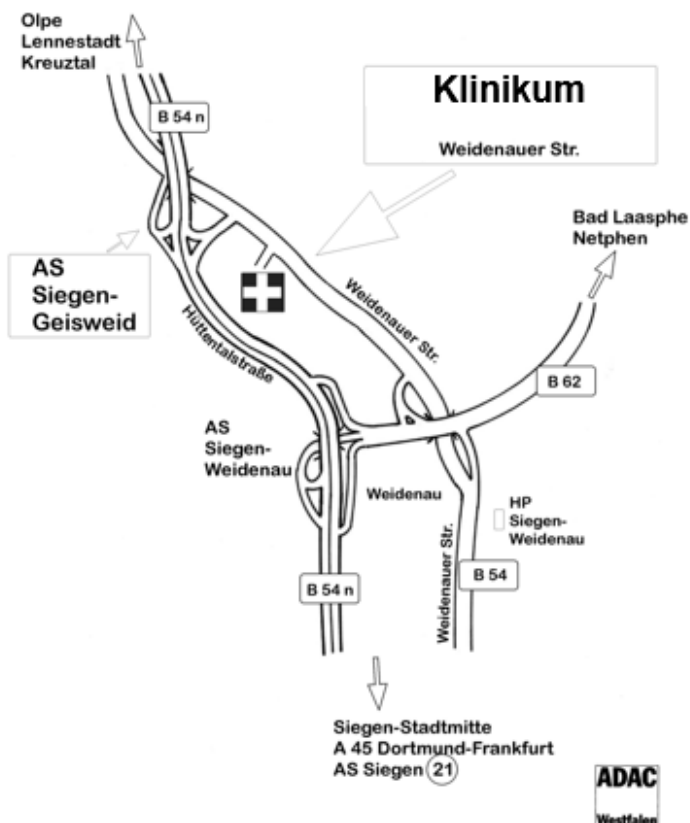 Olpe
Lennestadt
Kreuztal
B 54 n
Klinikum
Weidenauer Str.
Bad Laasphe
Netphen
AS
Siegen-
Geisweid
Hüttentalstraße
Weidenauer Str.
B 62
AS
Siegen-
Weidenau
Weidenau
HP
Siegen-
Weidenau
Weidenauer Str.
B 54 n
B 54
Siegen-Stadtmitte
A 45 Dortmund-Frankfurt
AS Siegen 21
ADAC
Westfalen